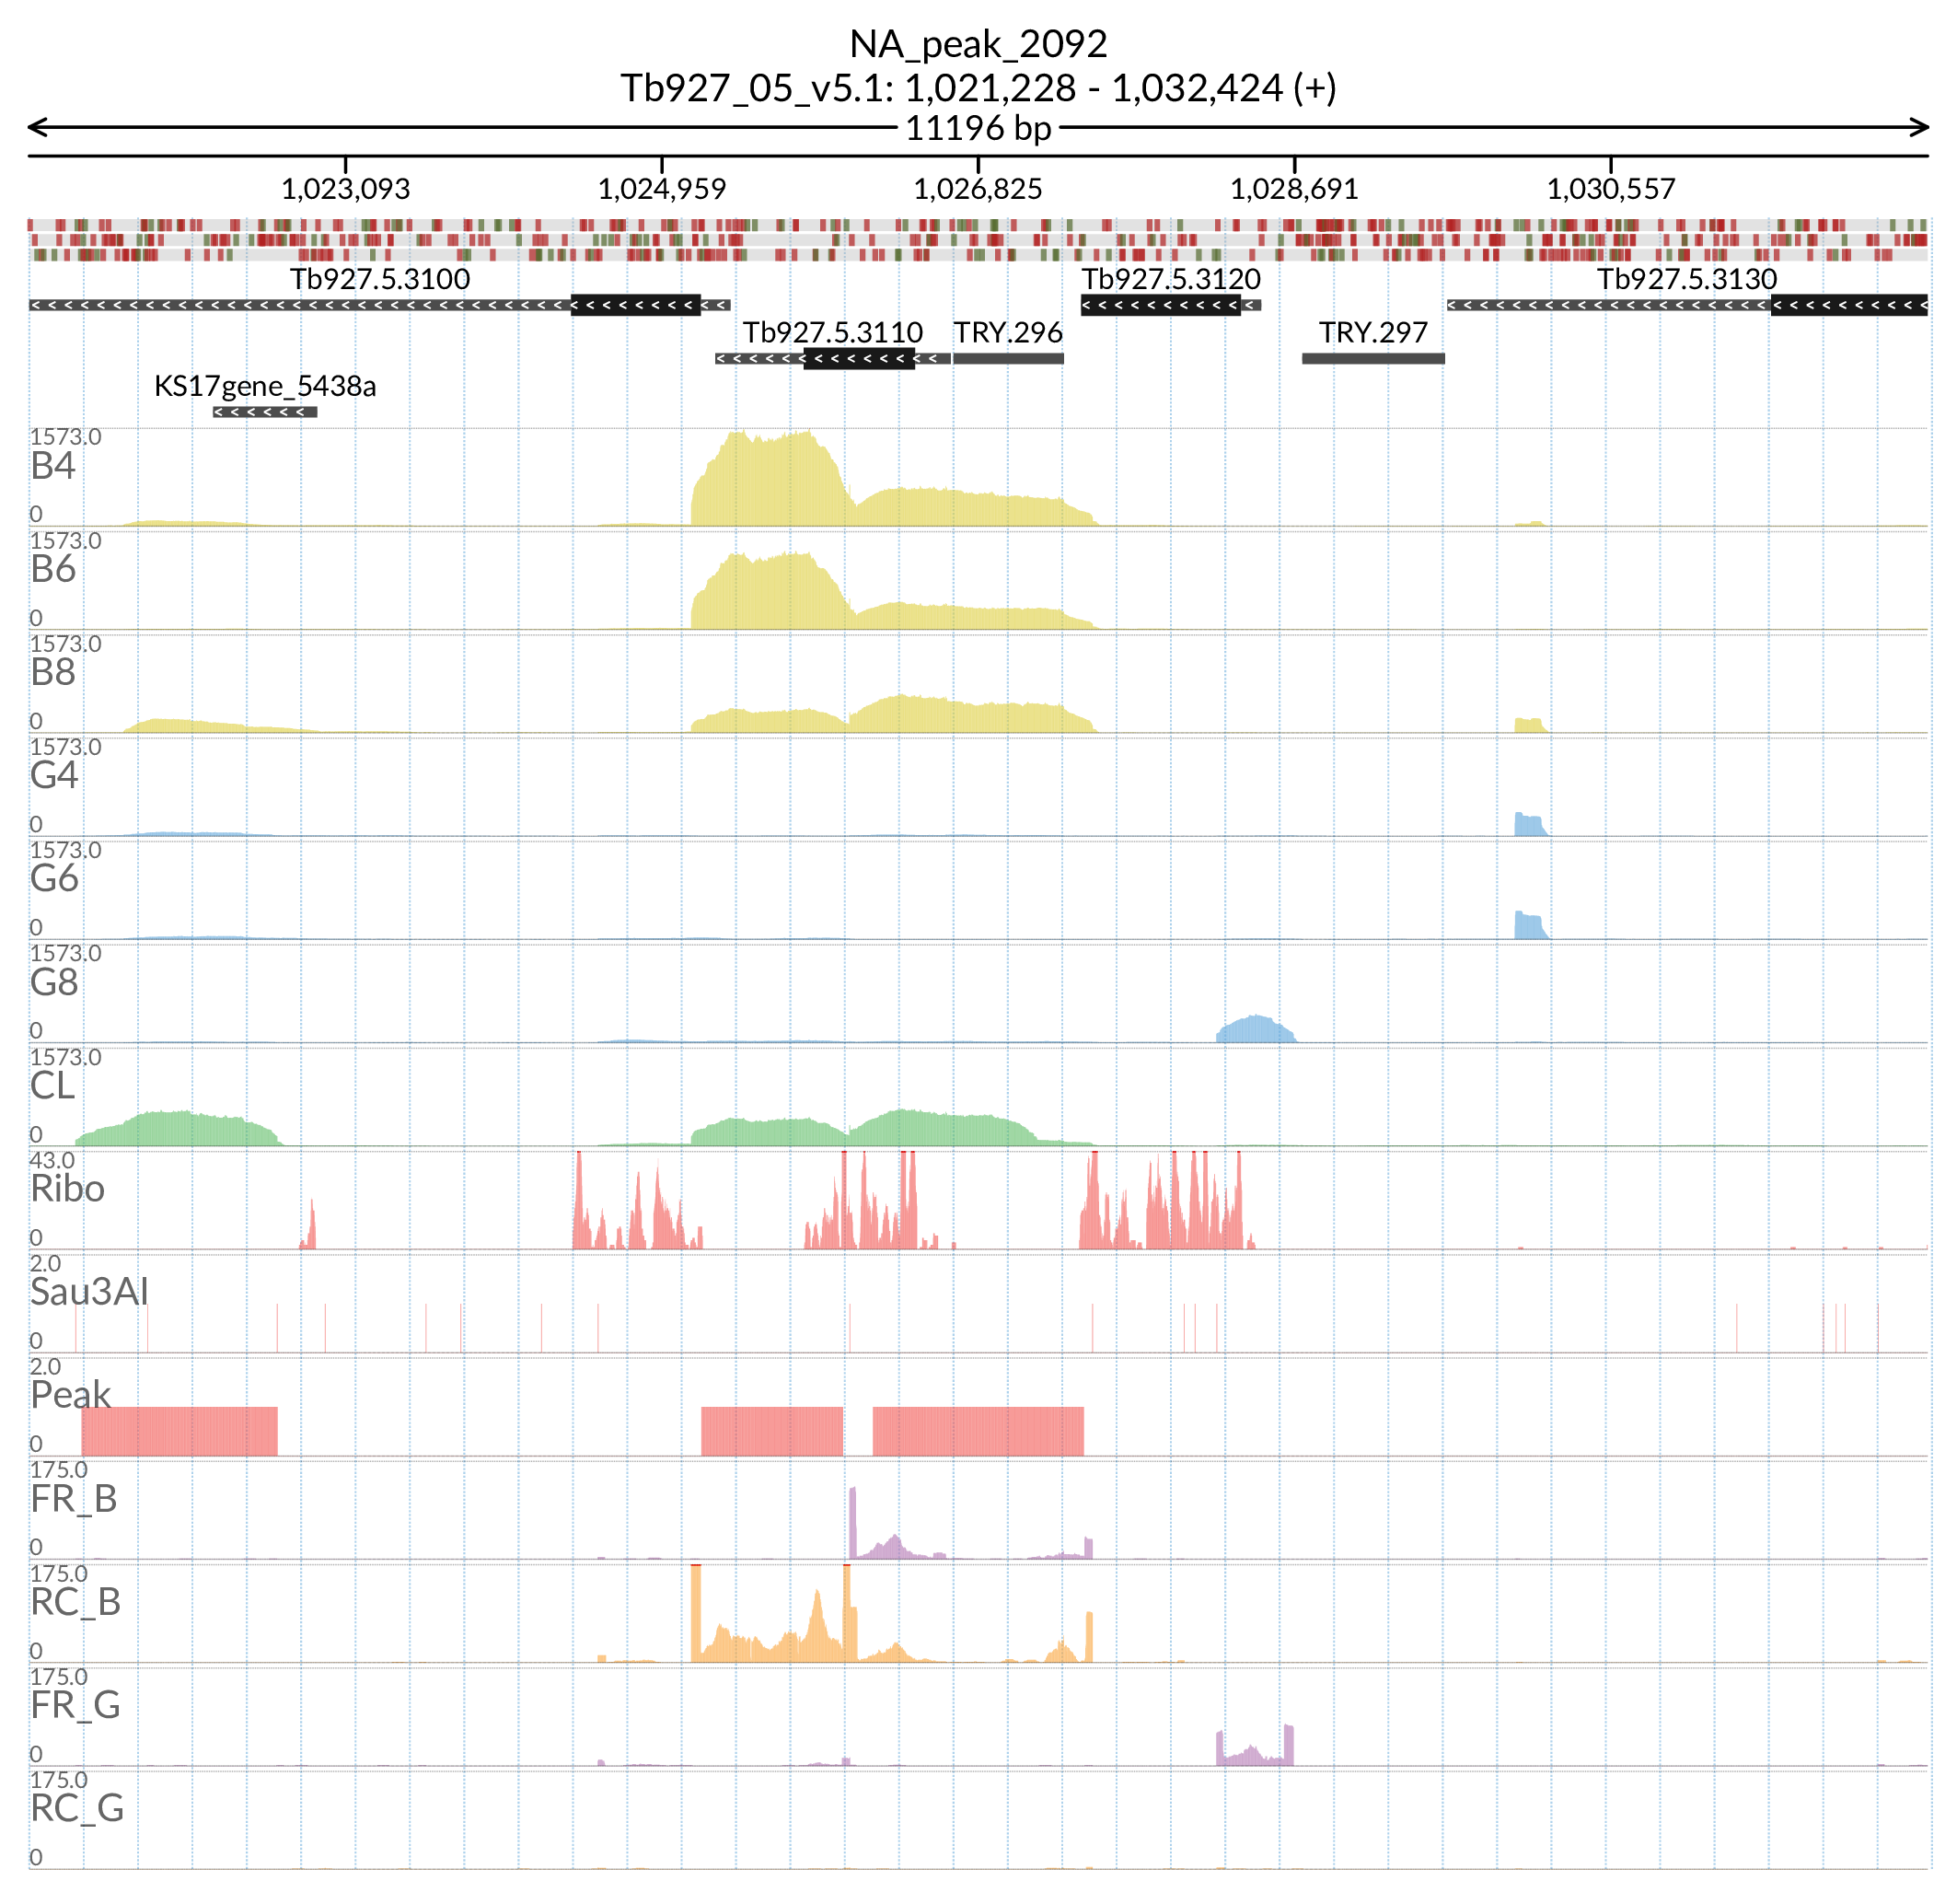 NA_peak_2092
Tb927_05_v5.1: 1,021,228 - 1,032,424 (+)
11196 bp
1,023,093 1,024,959 1,026,825 1,028,691 1,030,557
Tb927.5.3100 Tb927.5.3120 Tb927.5.3130
Tb927.5.3110 TRY.296 TRY.297
KS17gene_5438a
1573.0
B4
0
1573.0
B6
0
1573.0
B8
0
1573.0
G4
0
1573.0
G6
0
1573.0
G8
0
1573.0
CL
0
43.0
Ribo
0
2.0
Sau3AI
0
2.0
Peak
0
175.0
FR_B
0
175.0
RC_B
0
175.0
FR_G
0
175.0
RC_G
0